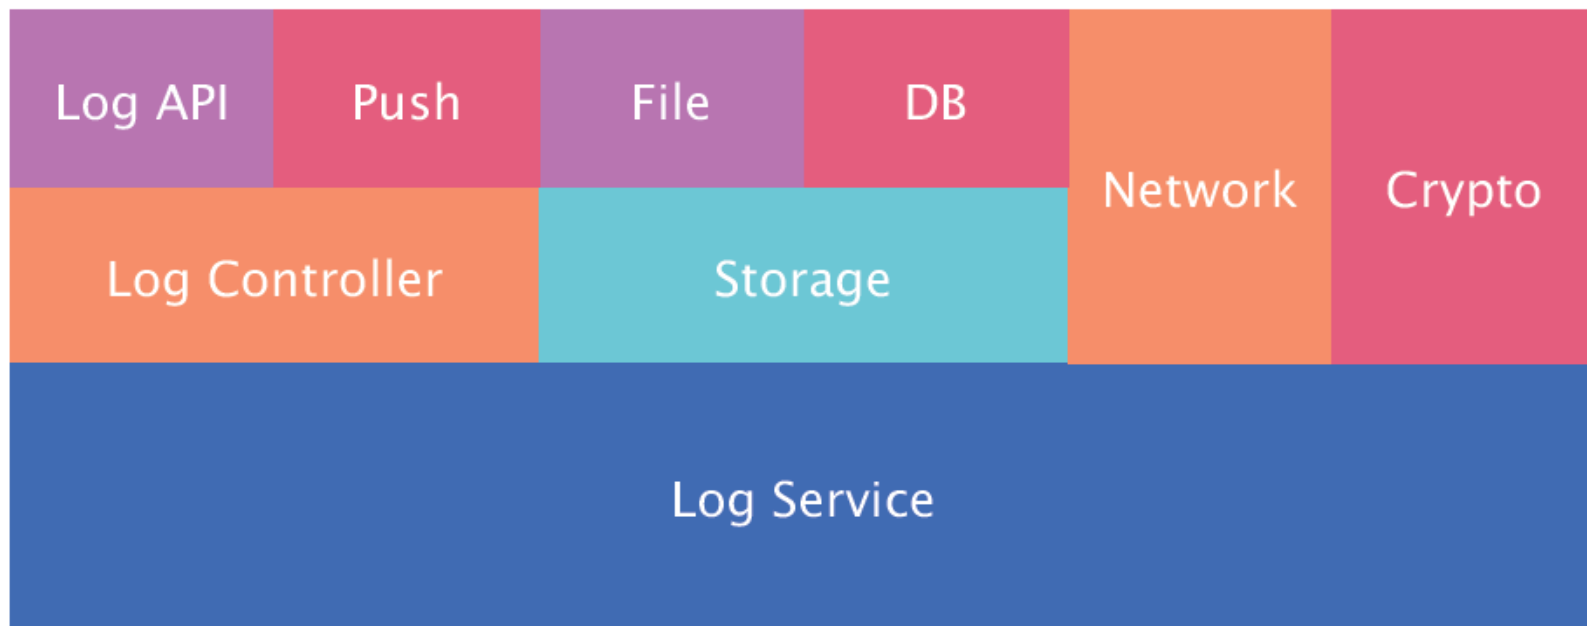 Log API
Push
File
DB
Network
Crypto
Log Controller
Storage
Log Service